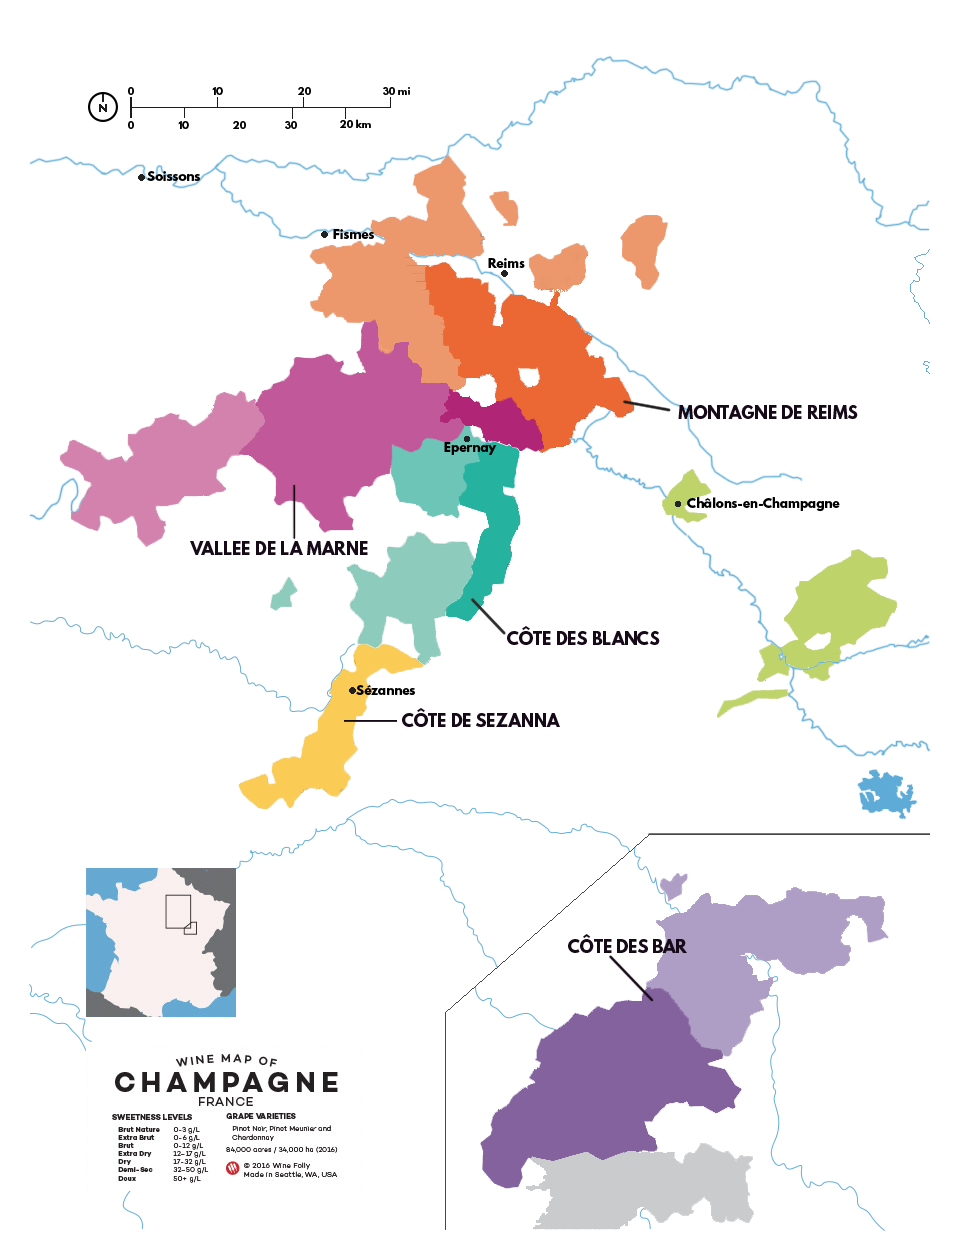 0 10 20 30 mi
N
0 10 20 30 20 km
Soissons
Fismes
Reims
MONTAGNE DE REIMS
Epernay
Châlons-en-Champagne
VALLEE DE LA MARNE
CÔTE DES BLANCS
Sézannes
CÔTE DE SEZANNA
CÔTE DES BAR
WINE MAP OF
CHAMPAGNE
FRANCE
SWEETNESS LEVELS
Brut Nature 0-3 g/L
Extra Brut 0-6 g/L
Brut 0-12 g/L
Extra Dry 12-17 g/L
Dry 17-32 g/L
Demi-Sec 32-50 g/L
Doux 50+ g/L
GRAPE VARIETIES
Pinot Noir, Pinot Meunier and
Chardonnay
84,000 acres / 34,000 ha (2016)
© 2016 Wine Folly
Made in Seattle, WA, USA